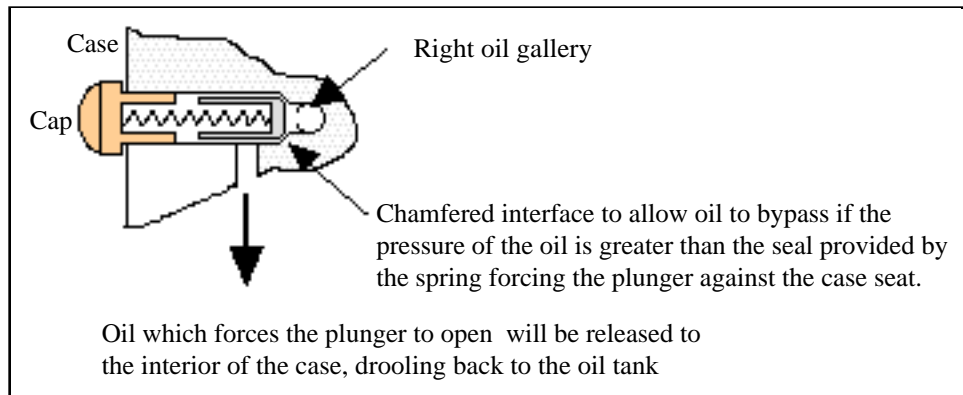 Case
Right oil gallery
Cap
Chamfered interface to allow oil to bypass if the
pressure of the oil is greater than the seal provided by
the spring forcing the plunger against the case seat.
Oil which forces the plunger to open will be released to
the interior of the case, drooling back to the oil tank